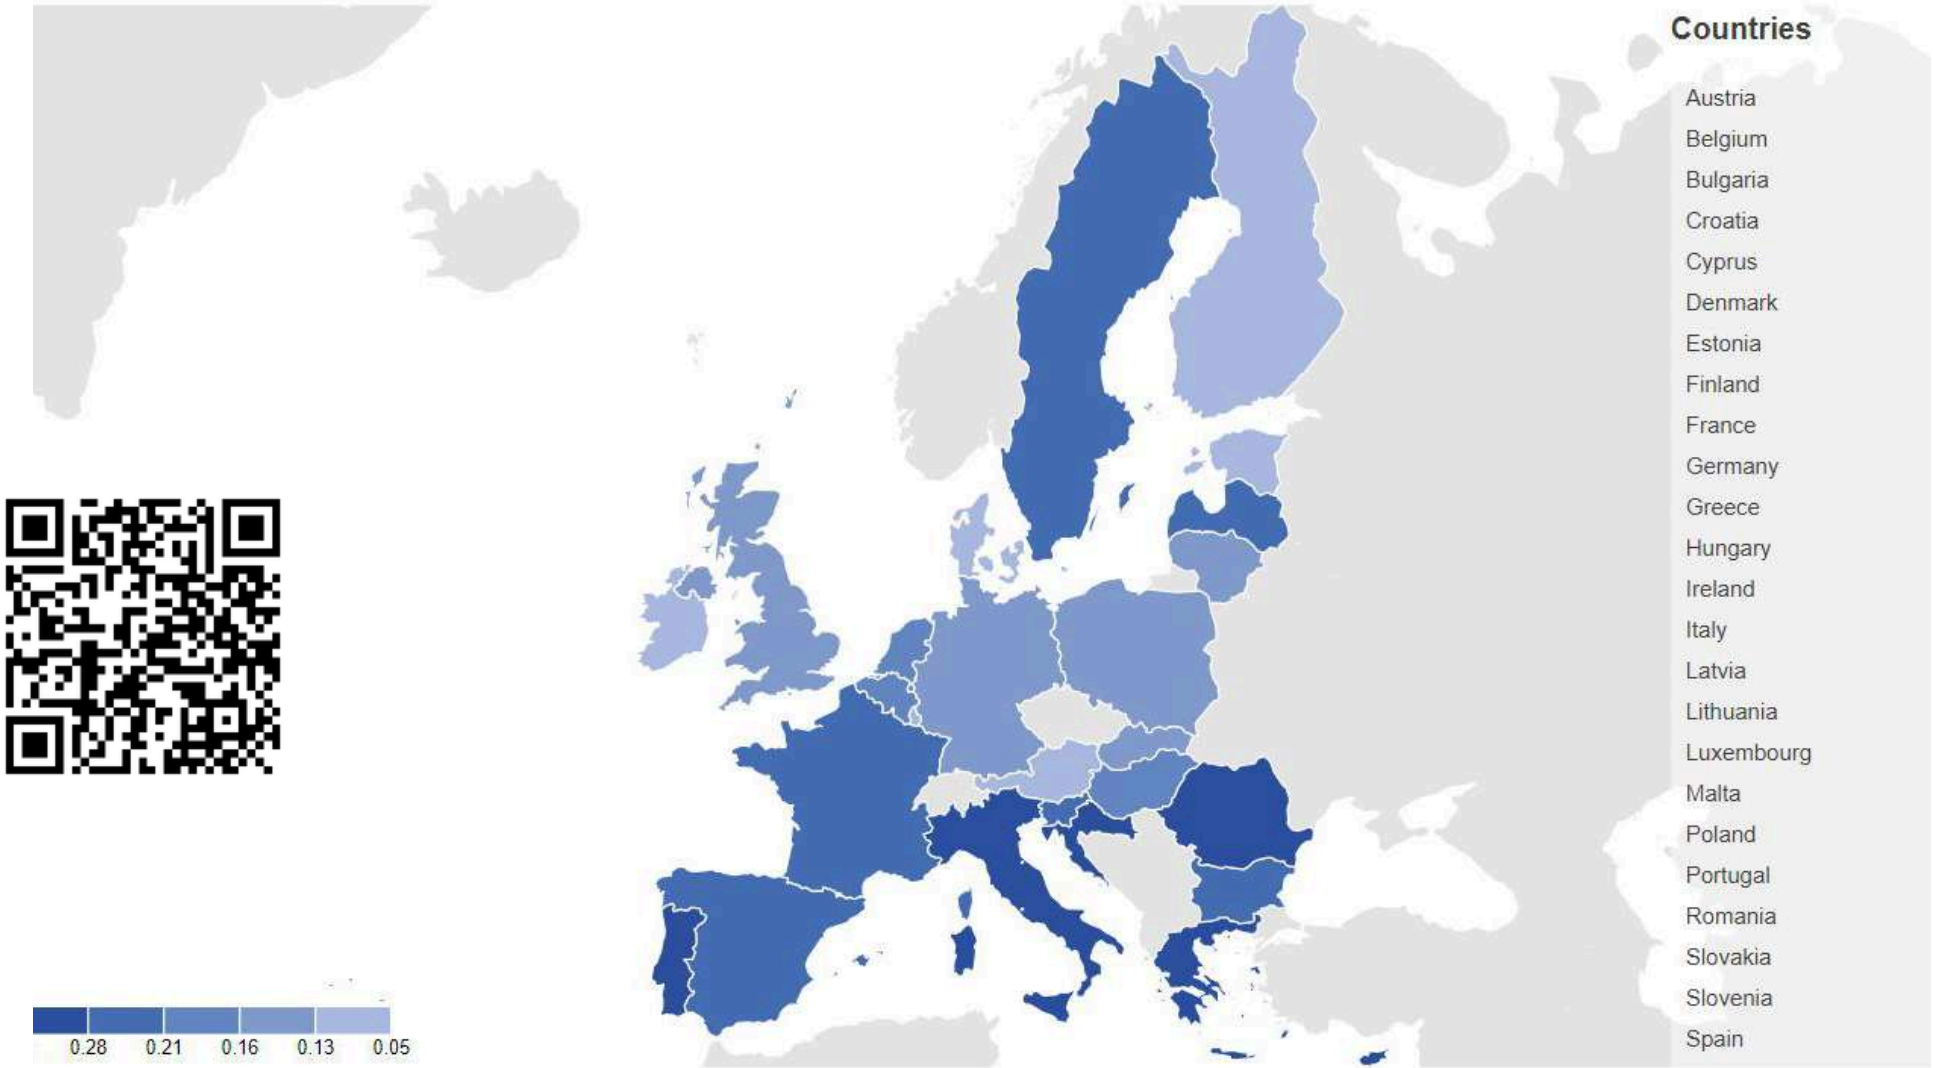 Countries
Austria
Belgium
Bulgaria
Croatia
Cyprus
Denmark
Estonia
Finland
France
Germany
Greece
Hungary
Ireland
Italy
Latvia
Lithuania
Luxembourg
Malta
Poland
Portugal
Romania
Slovakia
Slovenia
Spain
0.28 0.21 0.16 0.13 0.05